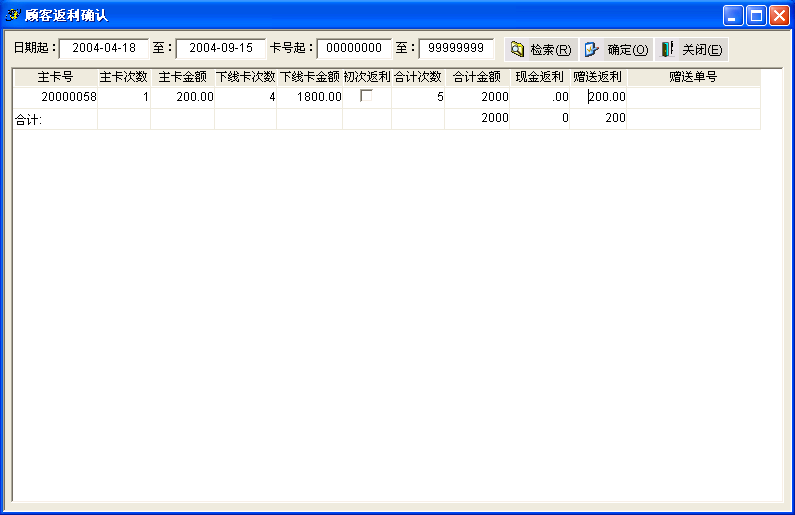 顾客返利确认
日期起: 2004-04-18 至: 2004-09-15 卡号起: 00000000 至: 99999999 检索(R) 确定(O) 关闭(E)
主卡号 主卡次数 主卡金额 下线卡次数 下线卡金额 初次返利 合计次数 合计金额 现金返利 赠送返利 赠送单号
20000058 1 200.00 4 1800.00 5 2000 .00 200.00
合计: 2000 0 200